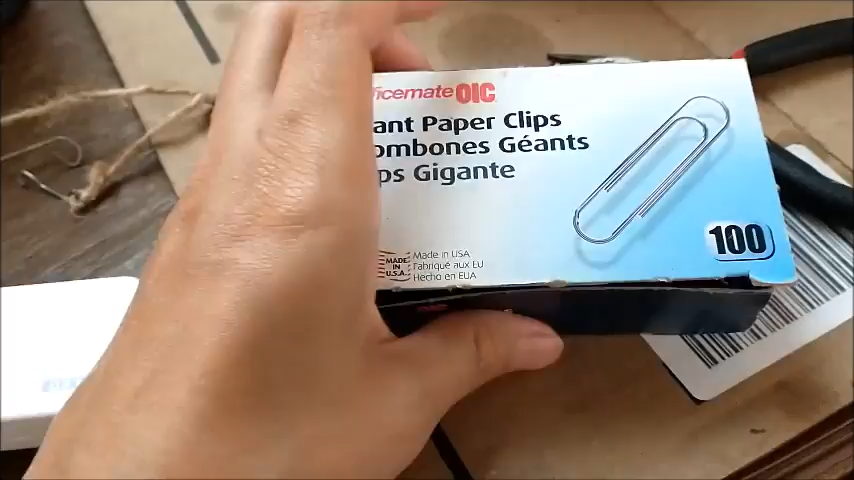 icemate OIC
ant Paper Clips
ombones Géants
ps Gigante
MADE IN U.S.A.
Made in USA
Fabriqué aux EU
Hecho en EUA
100